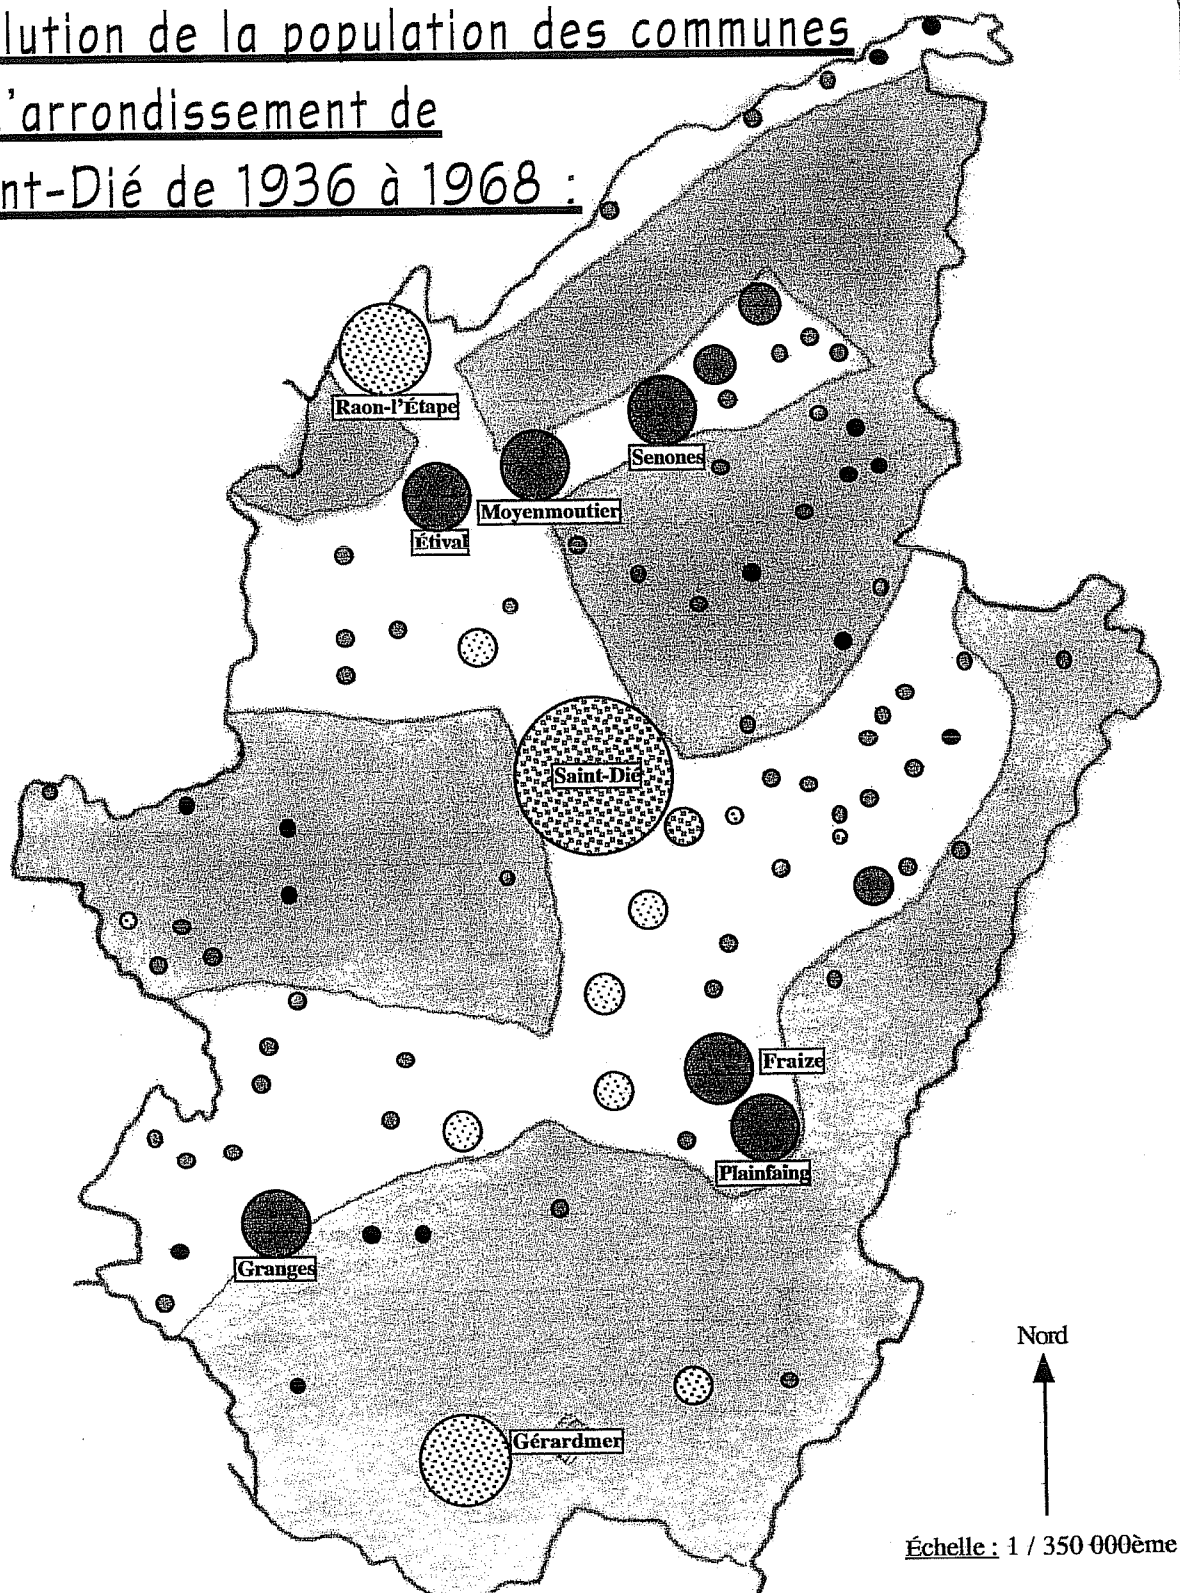 lution de la population des communes
'arrondissement de
nt-Dié de 1936 à 1968 :
Raon-l'Étape
Senones
Moyenmoutier
Étival
Saint-Dié
Fraize
Plainfaing
Granges
Nord
Gérardmer
Échelle : 1 / 350 000ème